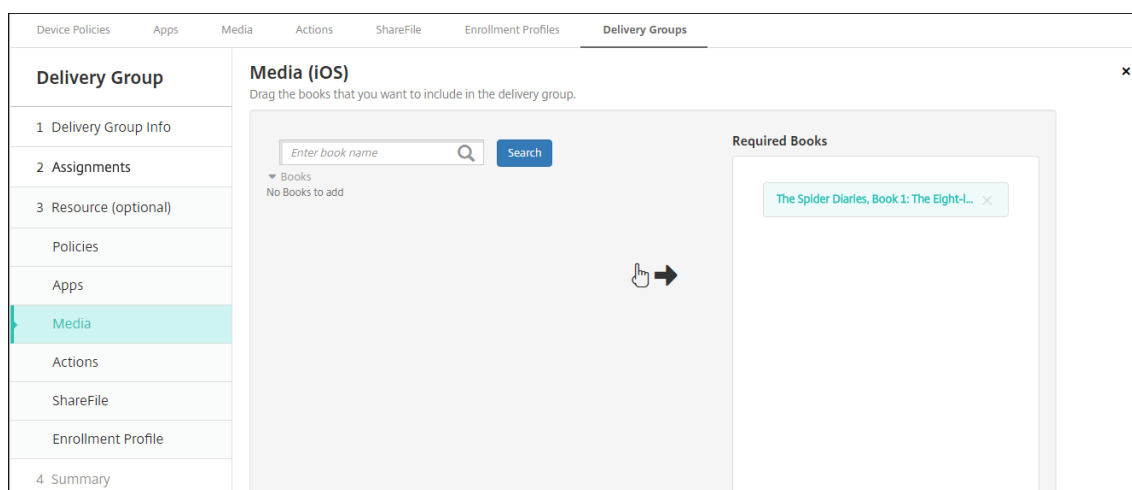 Device Policies Apps Media Actions ShareFile Enrollment Profiles Delivery Groups
Delivery Group
1 Delivery Group Info
2 Assignments
3 Resource (optional)
Policies
Apps
Media
Actions
ShareFile
Enrollment Profile
4 Summary
Media (iOS)
Drag the books that you want to include in the delivery group.
Enter book name
Search
Books
No Books to add
Required Books
The Spider Diaries, Book 1: The Eight-l...